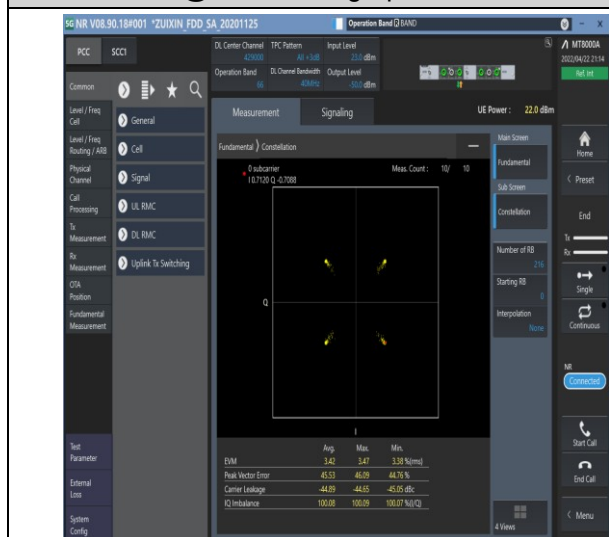 5G NR V08.90.18#001 *ZUIXIN_FDD_SA_20201125
Operation Band BAND
PCC SCC1
DL Center Channel TPC Pattern Input Level
429000 All +3dB 23.0 dBm
Operation Band DL Channel Bandwidth Output Level
66 40MHz -50.0 dBm
MT8000A
2022/04/22 21:14
Ref. Int
Common
Level / Freq
Cell
Level / Freq
Routing / ARB
Physical
Channel
Call
Processing
Tx
Measurement
Rx
Measurement
OTA
Position
Fundamental
Measurement
Test
Parameter
External
Loss
System
Config
General
Cell
Signal
UL RMC
DL RMC
Uplink Tx Switching
Measurement Signaling UE Power : 22.0 dBm
Fundamental Constellation
0 subcarrier Meas. Count : 10/ 10
I 0.7120 Q -0.7088
Q
I
Avg. Max. Min.
EVM 3.42 3.47 3.38 %(rms)
Peak Vector Error 45.53 46.09 44.76 %
Carrier Leakage -44.89 -44.65 -45.05 dBc
IQ Imbalance 100.08 100.09 100.07 %(I/Q)
Main Screen
Fundamental
Sub Screen
Constellation
Number of RB
216
Starting RB
0
Interpolation
None
4 Views
Home
Preset
End
Tx
Rx
Single
Continuous
NR
Connected
Start Call
End Call
Menu